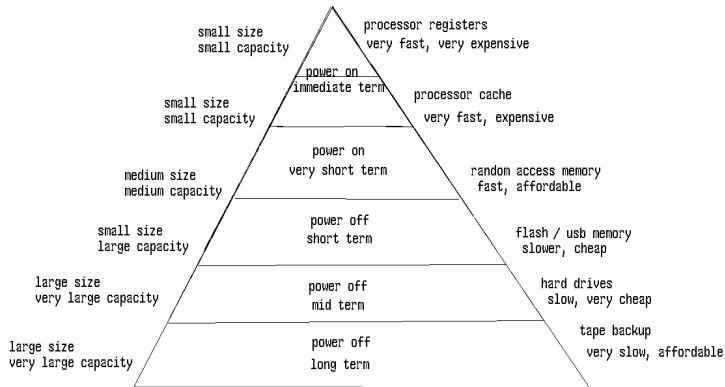 small size
small capacity
processor registers
very fast, very expensive
power on
immediate term
small size
small capacity
processor cache
very fast, expensive
power on
very short term
medium size
medium capacity
random access memory
fast, affordable
power off
short term
small size
large capacity
flash / usb memory
slower, cheap
power off
mid term
large size
very large capacity
hard drives
slow, very cheap
power off
long term
large size
very large capacity
tape backup
very slow, affordable